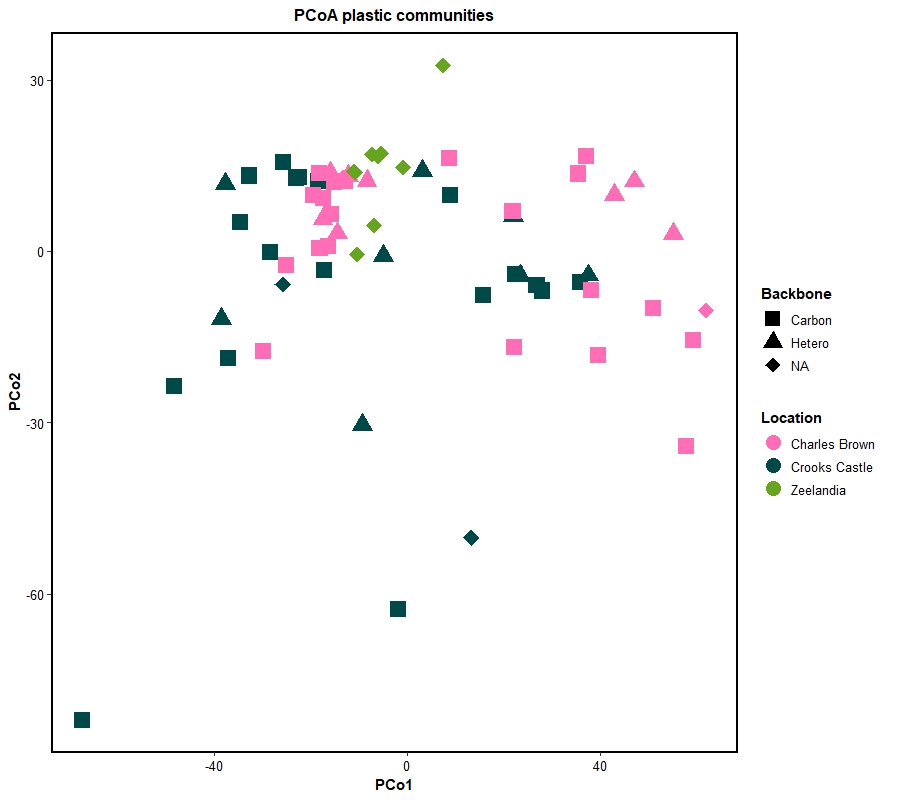 PCoA plastic communities
30
0
-30
-60
PCo2
-40
0
40
PCo1
Backbone
Carbon
Hetero
NA
Location
Charles Brown
Crooks Castle
Zeelandia